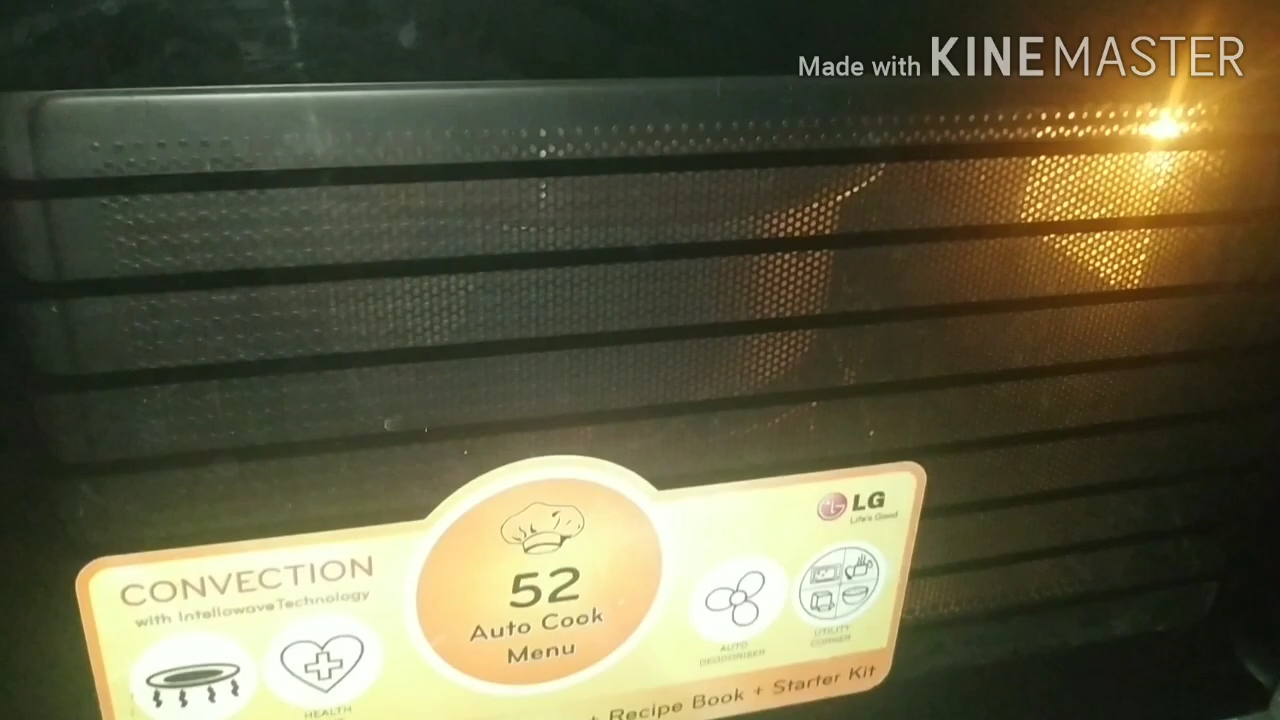 Made with KINEMASTER
LG
Life's Good
CONVECTION
with Intellowave Technology
52
Auto Cook
Menu
AUTO
DEODORISER
UTILITY
CORNER
HEALTH
+ Recipe Book + Starter Kit